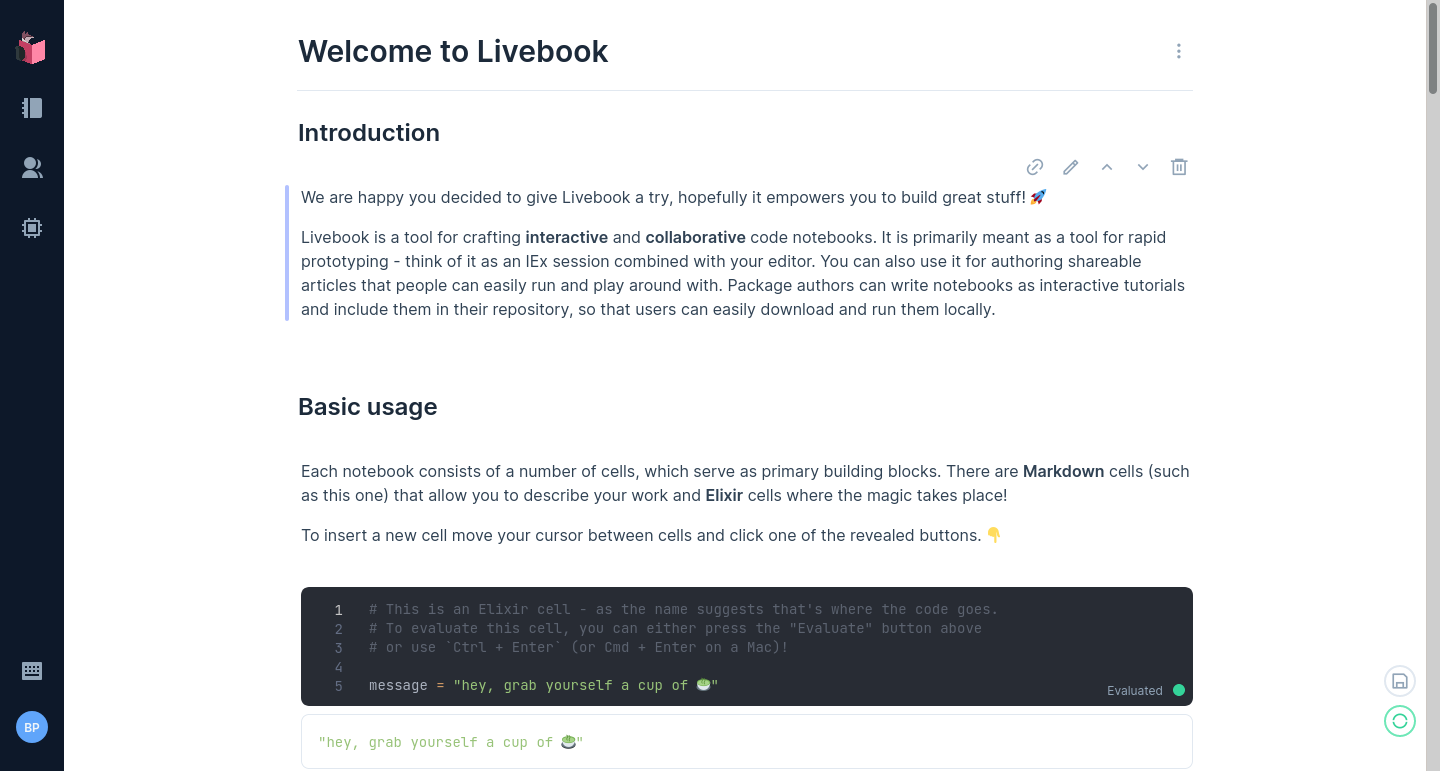 Welcome to Livebook
Introduction
We are happy you decided to give Livebook a try, hopefully it empowers you to build great stuff! 🚀
Livebook is a tool for crafting interactive and collaborative code notebooks. It is primarily meant as a tool for rapid
prototyping - think of it as an IEx session combined with your editor. You can also use it for authoring shareable
articles that people can easily run and play around with. Package authors can write notebooks as interactive tutorials
and include them in their repository, so that users can easily download and run them locally.
Basic usage
Each notebook consists of a number of cells, which serve as primary building blocks. There are Markdown cells (such
as this one) that allow you to describe your work and Elixir cells where the magic takes place!
To insert a new cell move your cursor between cells and click one of the revealed buttons. 👇
1 # This is an Elixir cell - as the name suggests that's where the code goes.
2 # To evaluate this cell, you can either press the "Evaluate" button above
3 # or use `Ctrl + Enter` (or Cmd + Enter on a Mac)!
4
5 message = "hey, grab yourself a cup of 🍵"
Evaluated
BP
"hey, grab yourself a cup of 🍵"